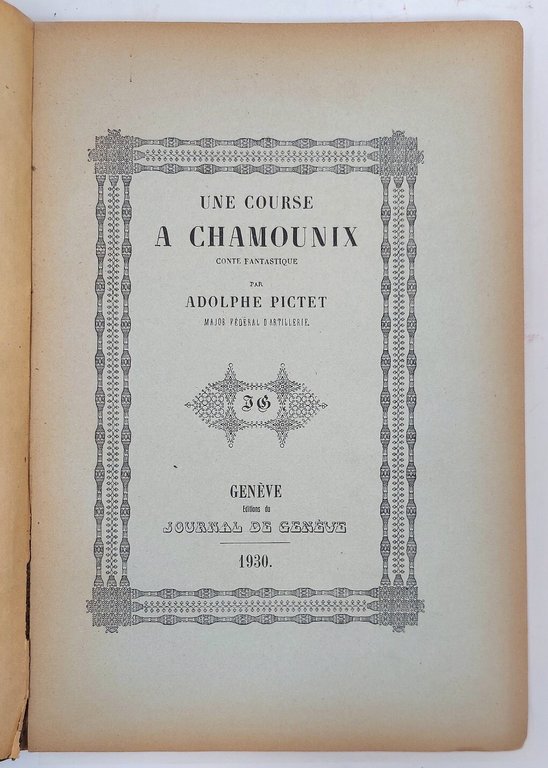 UNE COURSE
A CHAMOUNIX
CONTE FANTASTIQUE
PAR
ADOLPHE PICTET
MAJOR FÉDÉRAL D'ARTILLERIE.
JG
GENÈVE
Editions du
JOURNAL DE GENÈVE
1930.